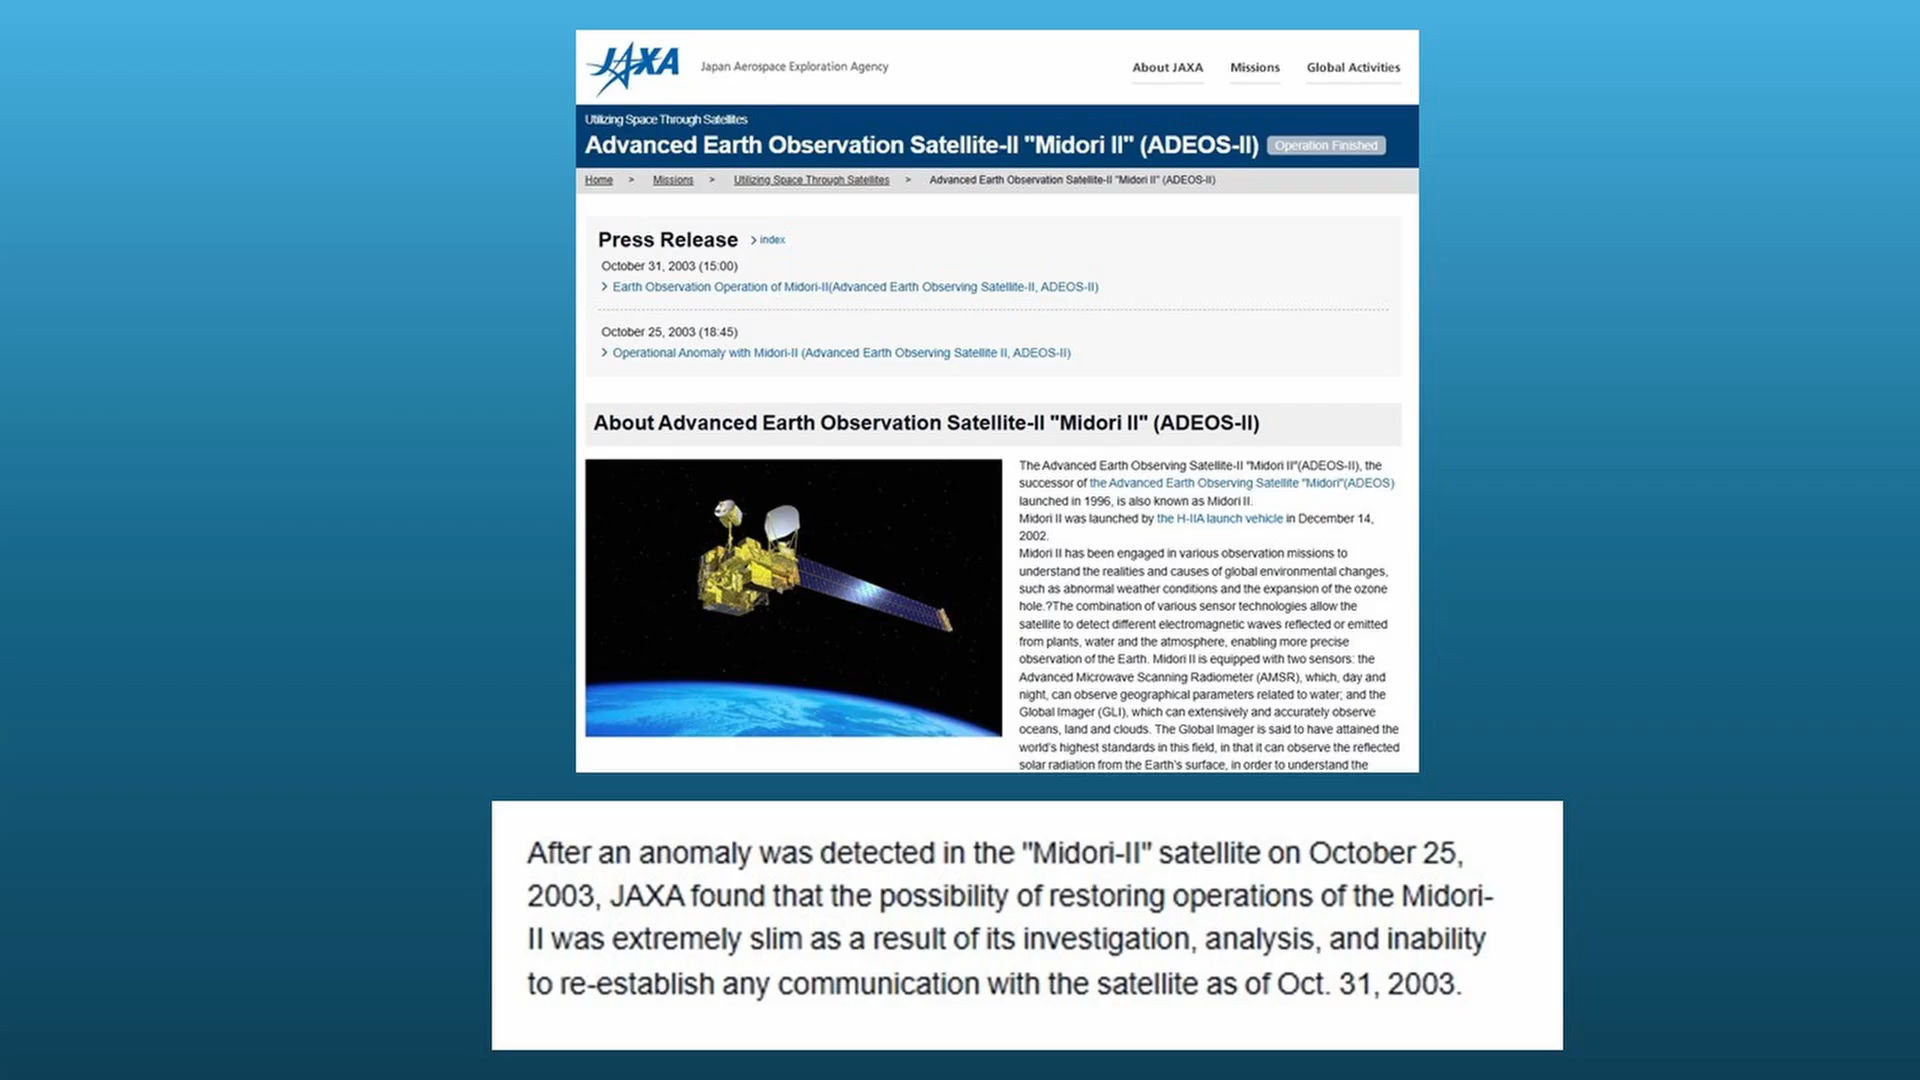 JAXA Japan Aerospace Exploration Agency About JAXA Missions Global Activities
Utilizing Space Through Satellites
Advanced Earth Observation Satellite-II "Midori II" (ADEOS-II) Operation Finished
Home > Missions > Utilizing Space Through Satellites > Advanced Earth Observation Satellite-II "Midori II" (ADEOS-II)
Press Release > index
October 31, 2003 (15:00)
> Earth Observation Operation of Midori-II(Advanced Earth Observing Satellite-II, ADEOS-II)
October 25, 2003 (18:45)
> Operational Anomaly with Midori-II (Advanced Earth Observing Satellite II, ADEOS-II)
About Advanced Earth Observation Satellite-II "Midori II" (ADEOS-II)
The Advanced Earth Observing Satellite-II "Midori II"(ADEOS-II), the
successor of the Advanced Earth Observing Satellite "Midori"(ADEOS)
launched in 1996, is also known as Midori II.
Midori II was launched by the H-IIA launch vehicle in December 14,
2002.
Midori II has been engaged in various observation missions to
understand the realities and causes of global environmental changes,
such as abnormal weather conditions and the expansion of the ozone
hole.?The combination of various sensor technologies allow the
satellite to detect different electromagnetic waves reflected or emitted
from plants, water and the atmosphere, enabling more precise
observation of the Earth. Midori II is equipped with two sensors: the
Advanced Microwave Scanning Radiometer (AMSR), which, day and
night, can observe geographical parameters related to water; and the
Global Imager (GLI), which can extensively and accurately observe
oceans, land and clouds. The Global Imager is said to have attained the
world's highest standards in this field, in that it can observe the reflected
solar radiation from the Earth's surface, in order to understand the
After an anomaly was detected in the "Midori-II" satellite on October 25,
2003, JAXA found that the possibility of restoring operations of the Midori-
II was extremely slim as a result of its investigation, analysis, and inability
to re-establish any communication with the satellite as of Oct. 31, 2003.